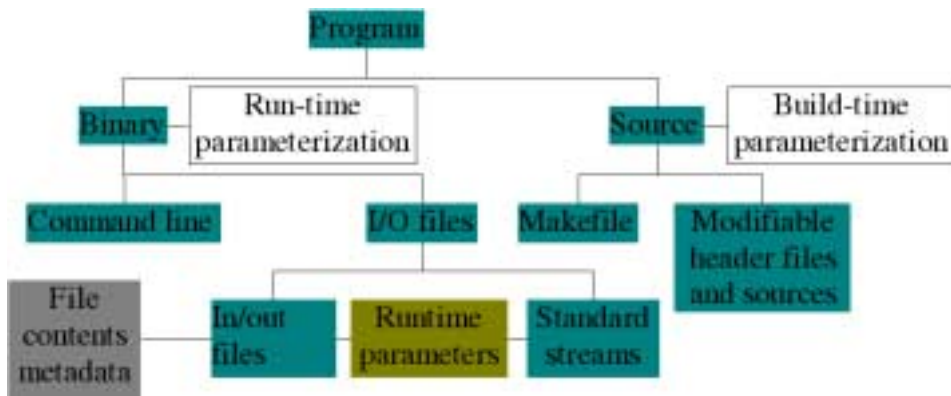 Program
Binary
Run-time
parameterization
Source
Build-time
parameterization
Command line
I/O files
Makefile
Modifiable
header files
and sources
File
contents
metadata
In/out
files
Runtime
parameters
Standard
streams